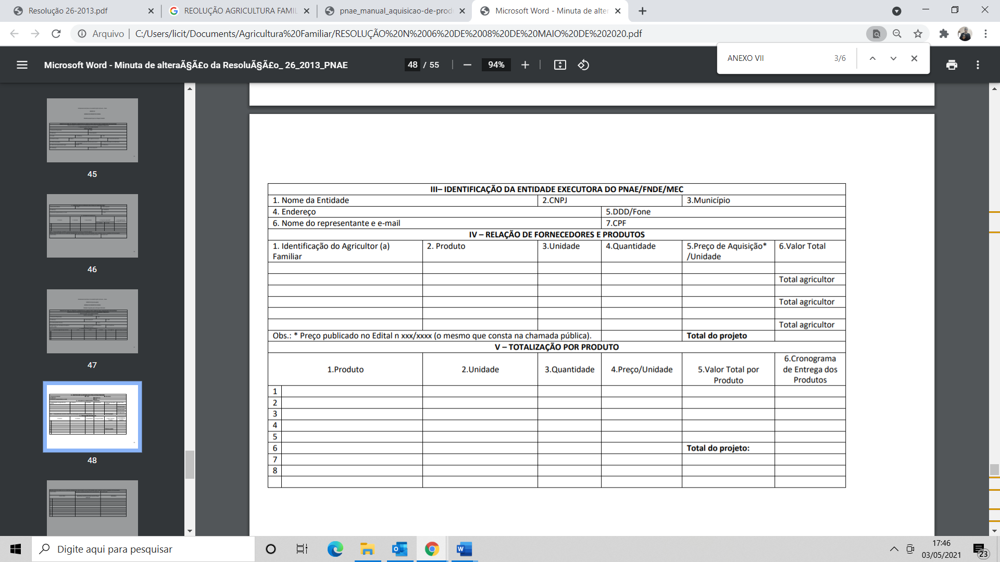 Resolução 26-2013.pdf
REOLUÇÃO AGRICULTURA FAMIL
pnae_manual_aquisicao-de-prod
Microsoft Word - Minuta de alter
Arquivo
C:/Users/licit/Documents/Agricultura%20Familiar/RESOLUÇÃO%20N%2006%20DE%2008%20DE%20MAIO%20DE%202020.pdf
ANEXO VII
3/6
Microsoft Word - Minuta de alteraÃ§Ã£o da ResoluÃ§Ã£o_ 26_2013_PNAE
48 / 55
94%
45
46
47
48
III– IDENTIFICAÇÃO DA ENTIDADE EXECUTORA DO PNAE/FNDE/MEC
1. Nome da Entidade 2.CNPJ 3.Município
4. Endereço 5.DDD/Fone
6. Nome do representante e e-mail 7.CPF
IV – RELAÇÃO DE FORNECEDORES E PRODUTOS
1. Identificação do Agricultor (a) 2. Produto 3.Unidade 4.Quantidade 5.Preço de Aquisição* 6.Valor Total
Familiar /Unidade
Total agricultor
Total agricultor
Total agricultor
Obs.: * Preço publicado no Edital n xxx/xxxx (o mesmo que consta na chamada pública). Total do projeto
V – TOTALIZAÇÃO POR PRODUTO
1.Produto 2.Unidade 3.Quantidade 4.Preço/Unidade 5.Valor Total por Produto 6.Cronograma de Entrega dos Produtos
1
2
3
4
5
6 Total do projeto:
7
8
Digite aqui para pesquisar
17:46
03/05/2021
23